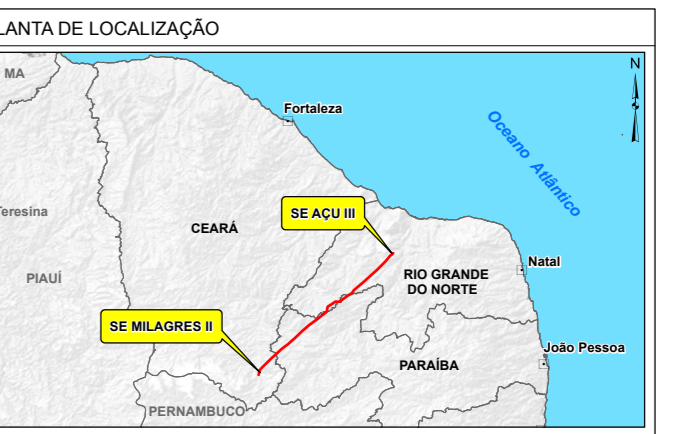 LANTA DE LOCALIZAÇÃO
MA
N
Fortaleza
Oceano Atlântico
Teresina
SE AÇU III
CEARÁ
Natal
PIAUÍ
RIO GRANDE
DO NORTE
SE MILAGRES II
João Pessoa
PARAÍBA
PERNAMBUCO